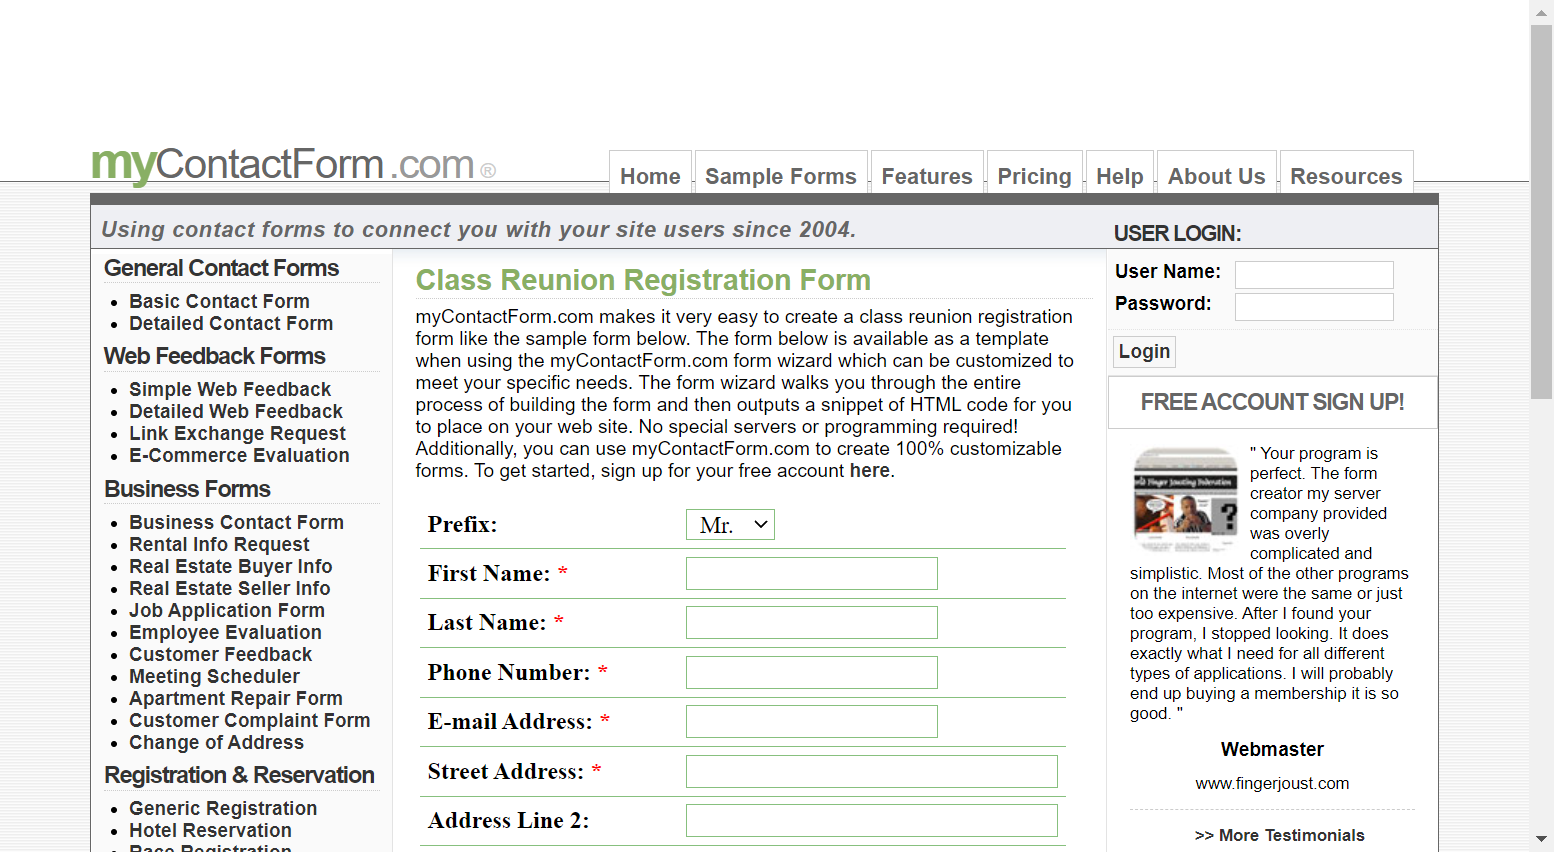 myContactForm.com®
Home
Sample Forms
Features
Pricing
Help
About Us
Resources
Using contact forms to connect you with your site users since 2004.
USER LOGIN:
General Contact Forms
Basic Contact Form
Detailed Contact Form
Web Feedback Forms
Simple Web Feedback
Detailed Web Feedback
Link Exchange Request
E-Commerce Evaluation
Business Forms
Business Contact Form
Rental Info Request
Real Estate Buyer Info
Real Estate Seller Info
Job Application Form
Employee Evaluation
Customer Feedback
Meeting Scheduler
Apartment Repair Form
Customer Complaint Form
Change of Address
Registration & Reservation
Generic Registration
Hotel Reservation
Race Registration
Class Reunion Registration Form
myContactForm.com makes it very easy to create a class reunion registration
form like the sample form below. The form below is available as a template
when using the myContactForm.com form wizard which can be customized to
meet your specific needs. The form wizard walks you through the entire
process of building the form and then outputs a snippet of HTML code for you
to place on your web site. No special servers or programming required!
Additionally, you can use myContactForm.com to create 100% customizable
forms. To get started, sign up for your free account here.
Prefix: Mr.
First Name: *
Last Name: *
Phone Number: *
E-mail Address: *
Street Address: *
Address Line 2:
User Name:
Password:
Login
FREE ACCOUNT SIGN UP!
" Your program is
perfect. The form
creator my server
company provided
was overly
complicated and
simplistic. Most of the other programs
on the internet were the same or just
too expensive. After I found your
program, I stopped looking. It does
exactly what I need for all different
types of applications. I will probably
end up buying a membership it is so
good. "
Webmaster
www.fingerjoust.com
>> More Testimonials